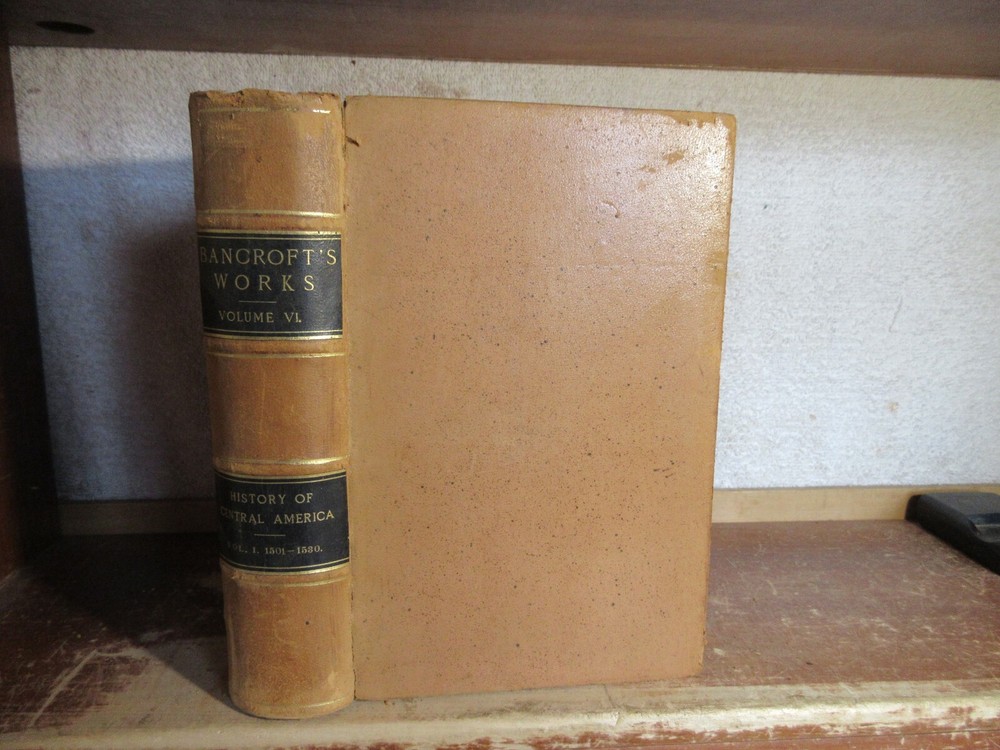 BANCROFT'S
WORKS
VOLUME VI.
HISTORY OF
CENTRAL AMERICA
VOL. I. 1501-1530.